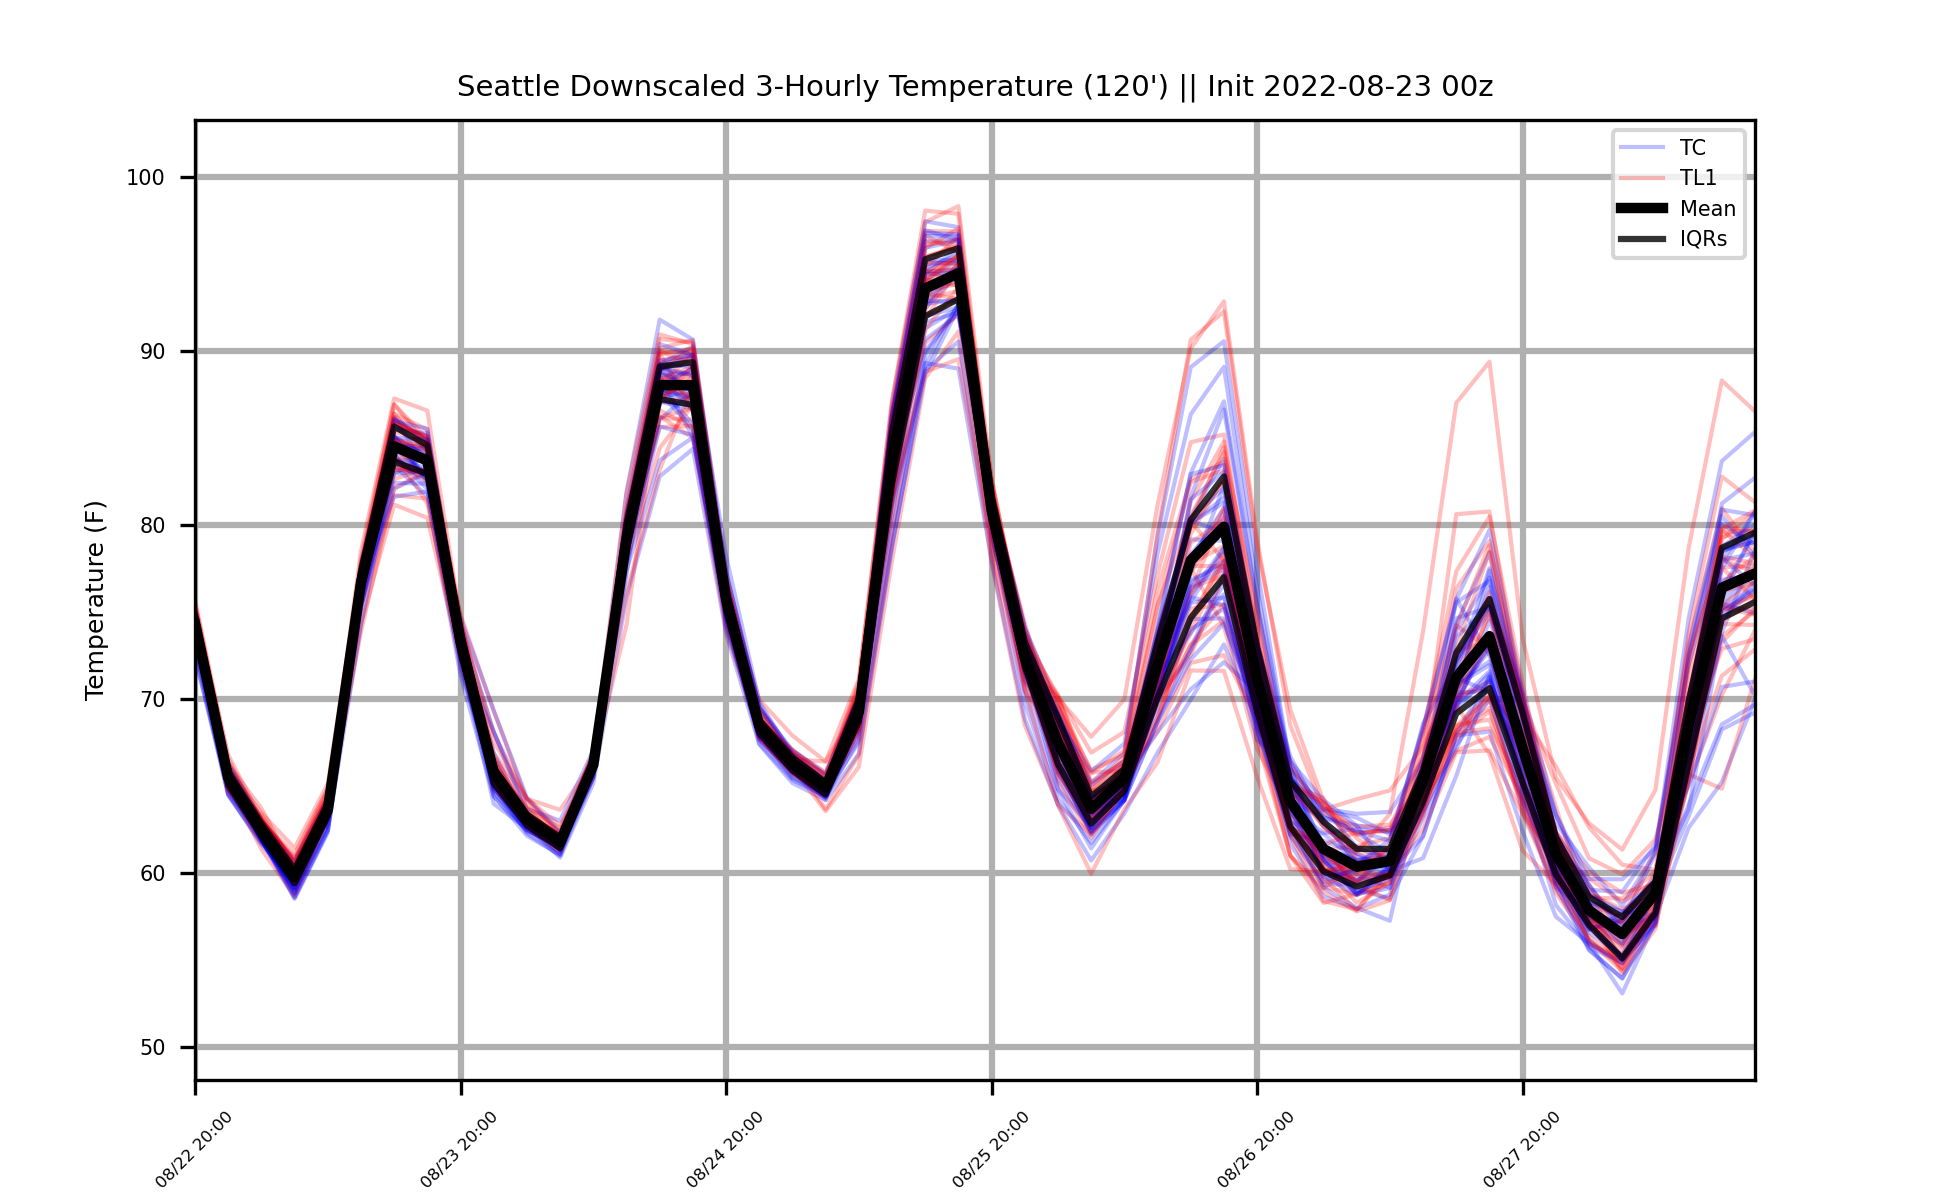 Seattle Downscaled 3-Hourly Temperature (120') || Init 2022-08-23 00z
TC
TL1
Mean
IQRs
Temperature (F)
100
90
80
70
60
50
08/22 20:00
08/23 20:00
08/24 20:00
08/25 20:00
08/26 20:00
08/27 20:00